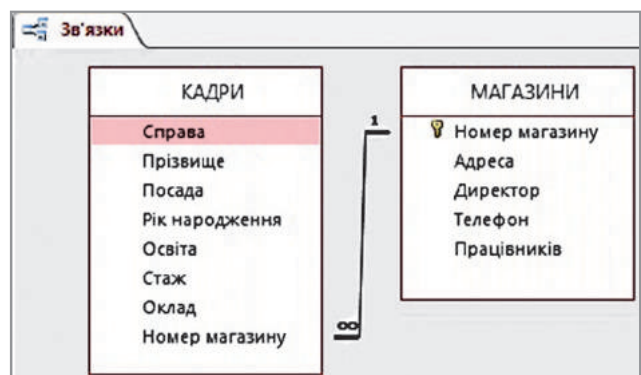 Зв'язки
КАДРИ
Справа
Прізвище
Посада
Рік народження
Освіта
Стаж
Оклад
Номер магазину
1
∞
МАГАЗИНИ
Номер магазину
Адреса
Директор
Телефон
Працівників